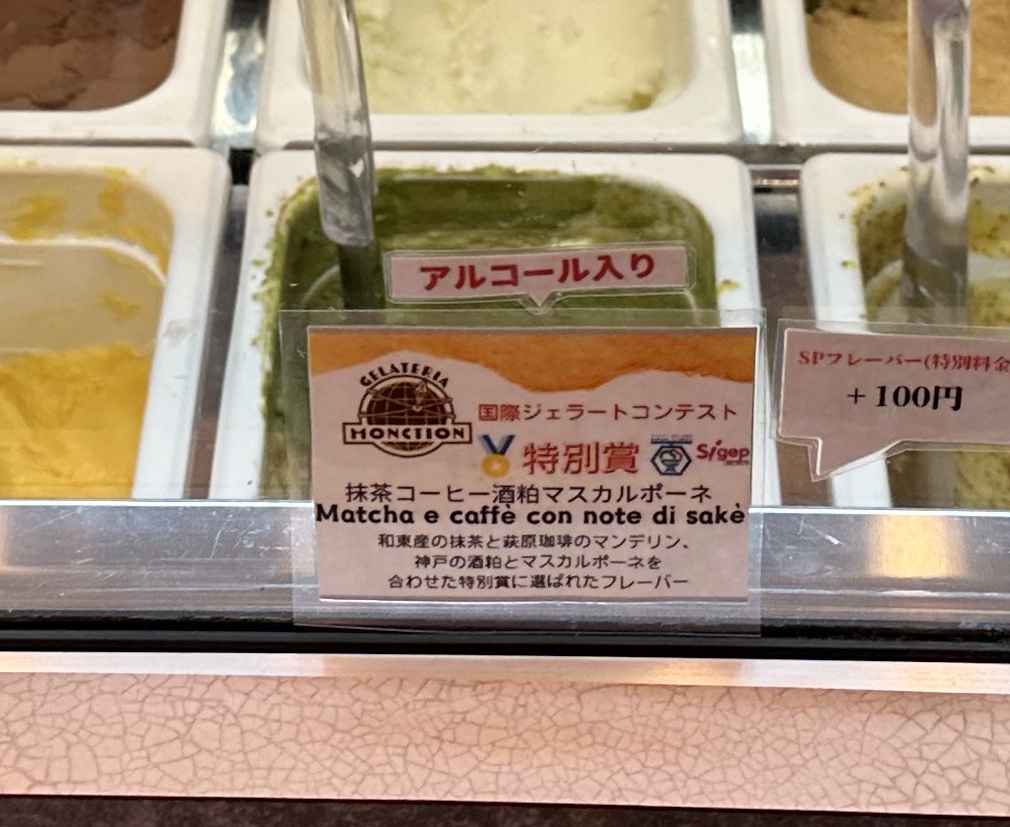 アルコール入り
GELATERIA
MONCTION
国際ジェラートコンテスト
特別賞
Sigep
抹茶コーヒー酒粕マスカルポーネ
Matcha e caffè con note di sakè
和東産の抹茶と萩原珈琲のマンデリン、
神戸の酒粕とマスカルポーネを
合わせた特別賞に選ばれたフレーバー
SPフレーバー(特別料金
+100円